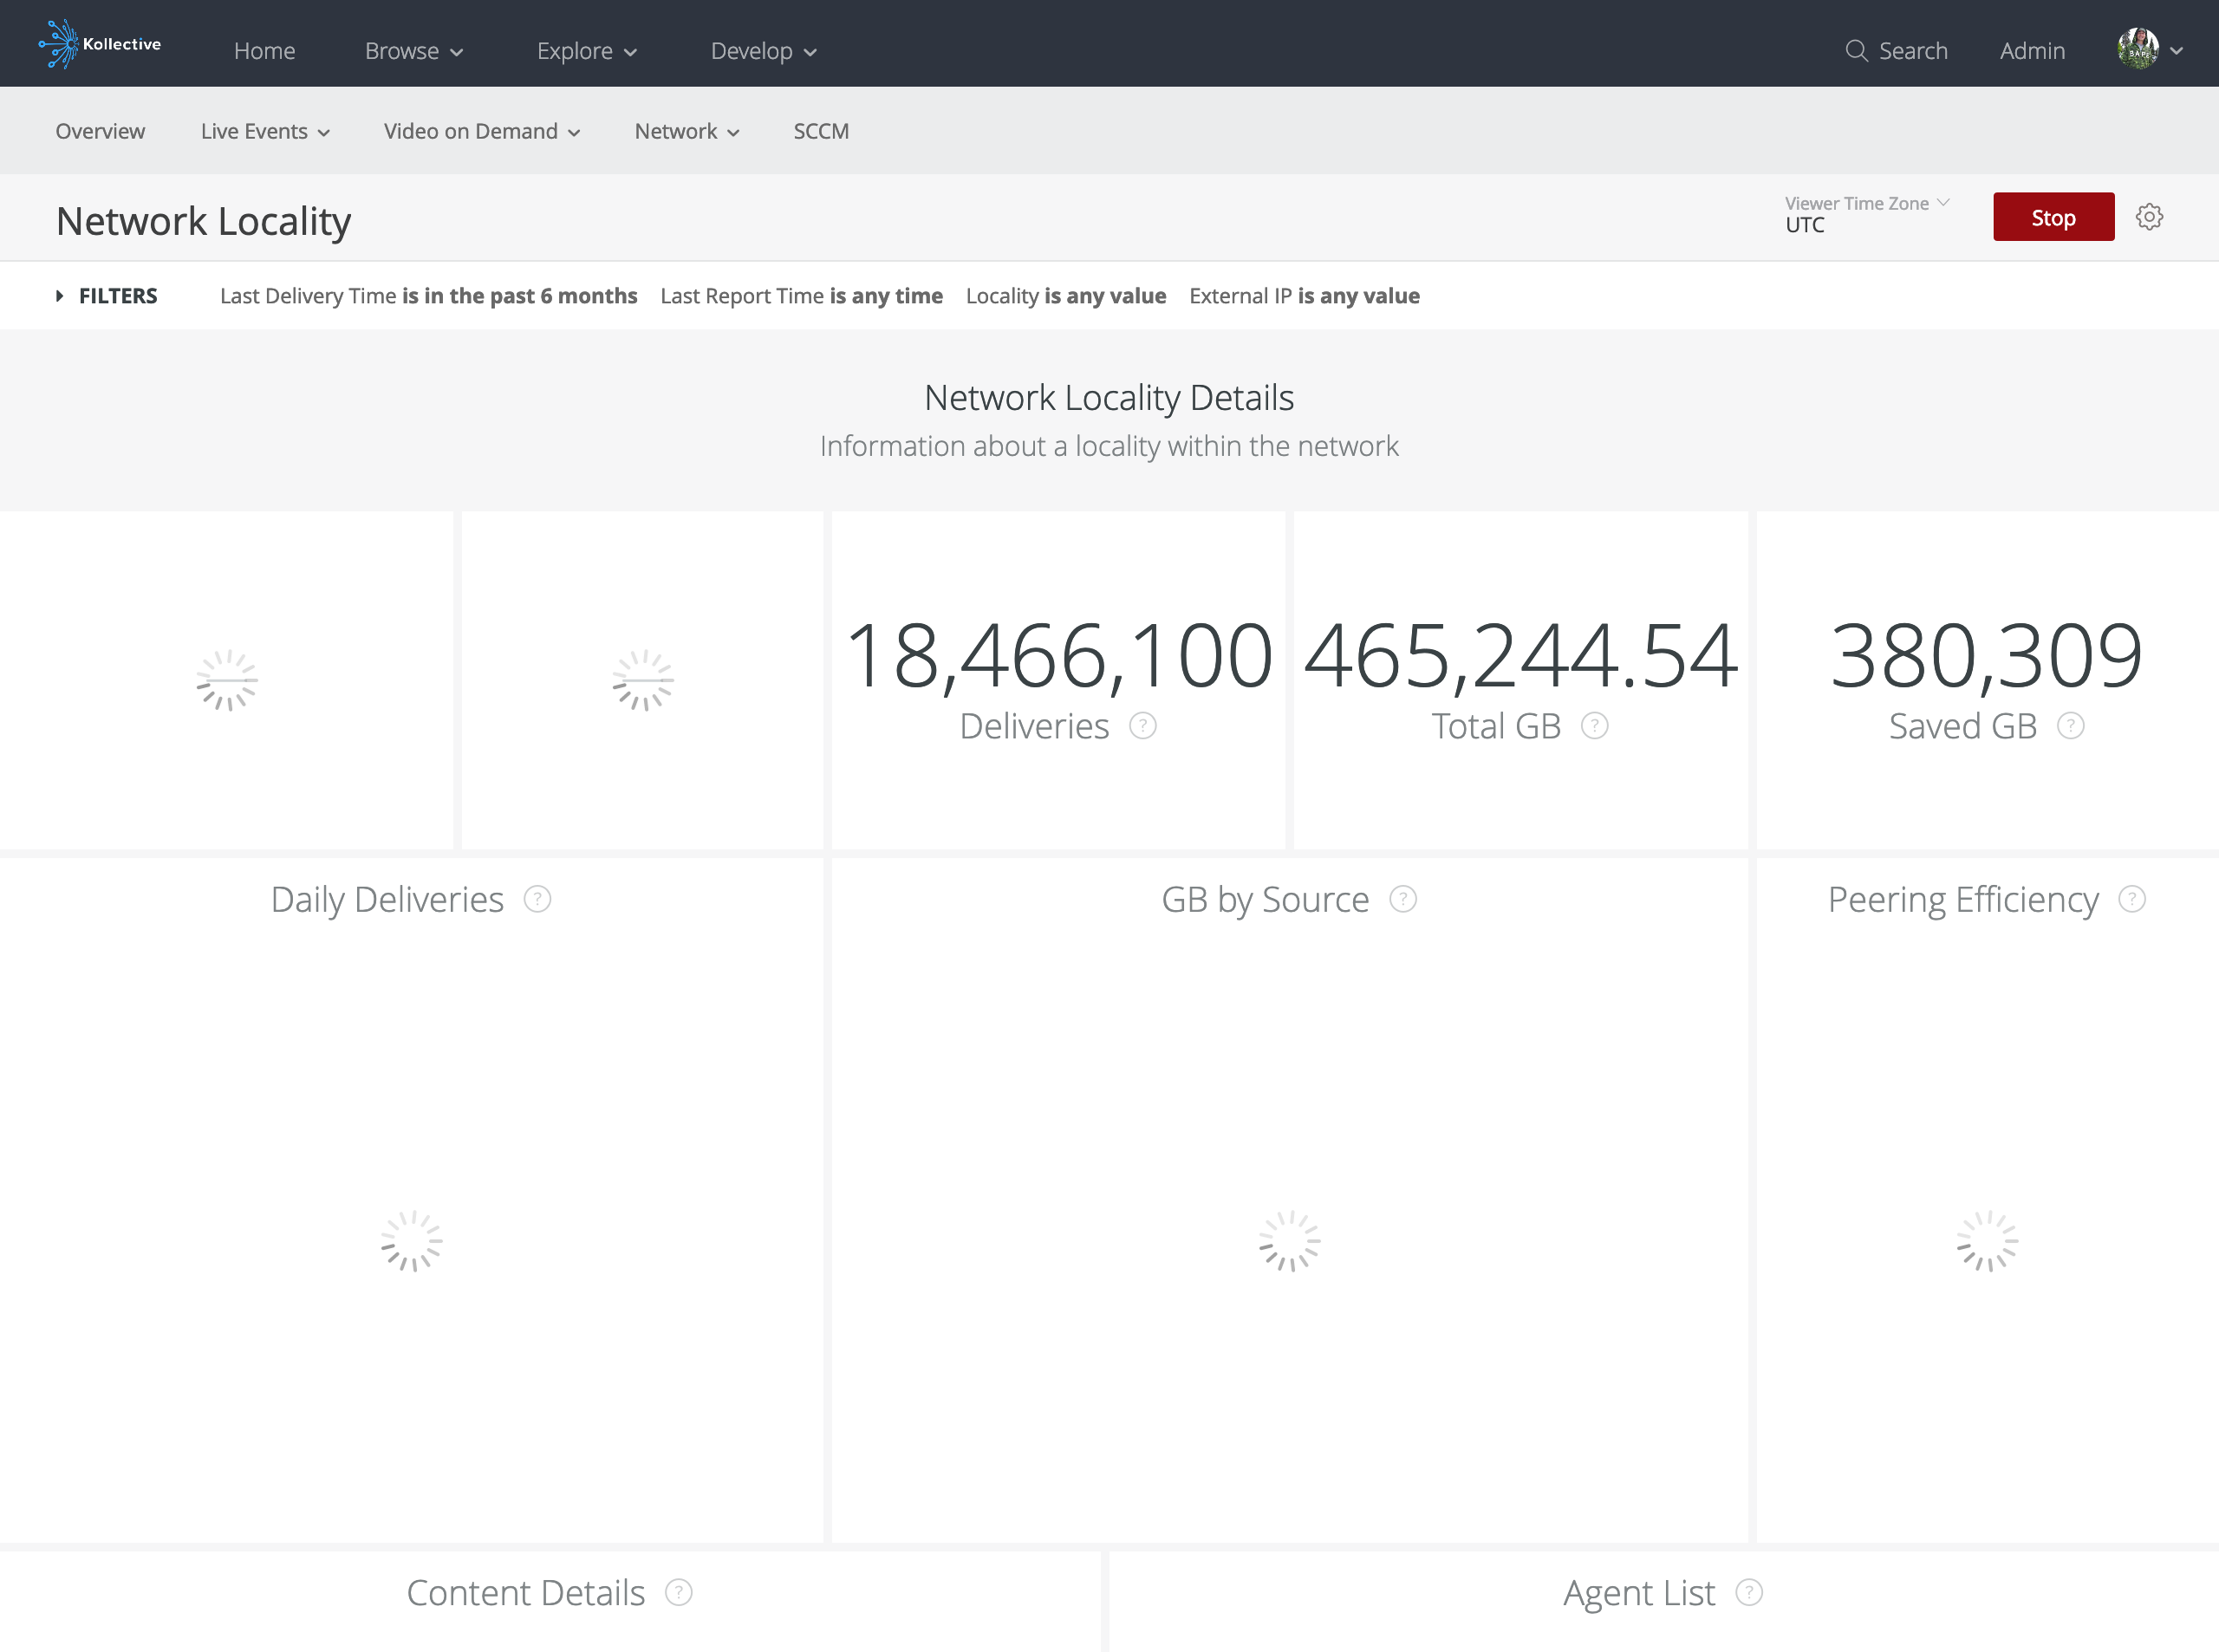 Kollective
Home
Browse
Explore
Develop
Search
Admin
Overview
Live Events
Video on Demand
Network
SCCM
Network Locality
Viewer Time Zone
UTC
Stop
FILTERS
Last Delivery Time is in the past 6 months
Last Report Time is any time
Locality is any value
External IP is any value
Network Locality Details
Information about a locality within the network
18,466,100
Deliveries ?
465,244.54
Total GB ?
380,309
Saved GB ?
Daily Deliveries ?
GB by Source ?
Peering Efficiency ?
Content Details ?
Agent List ?